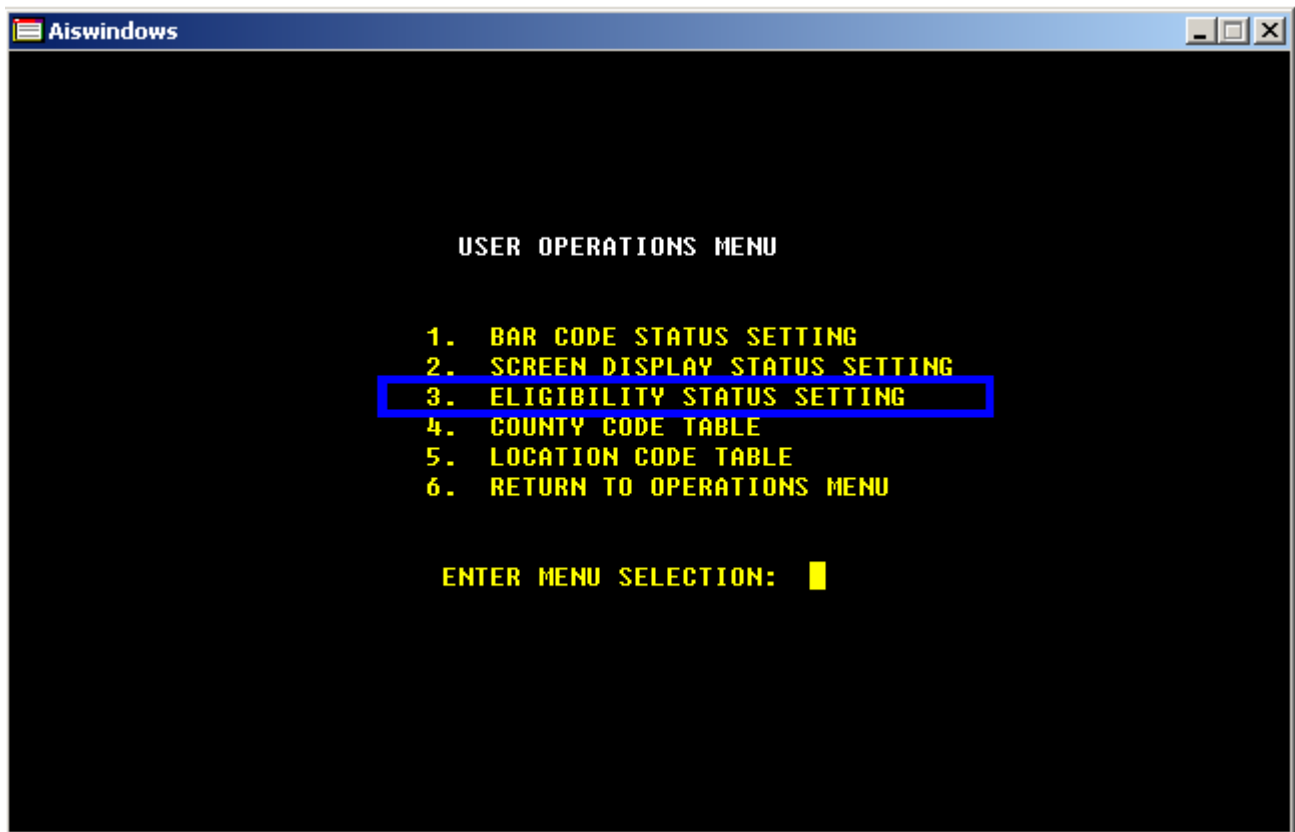 Aiswindows
USER OPERATIONS MENU
1. BAR CODE STATUS SETTING
2. SCREEN DISPLAY STATUS SETTING
3. ELIGIBILITY STATUS SETTING
4. COUNTY CODE TABLE
5. LOCATION CODE TABLE
6. RETURN TO OPERATIONS MENU
ENTER MENU SELECTION: